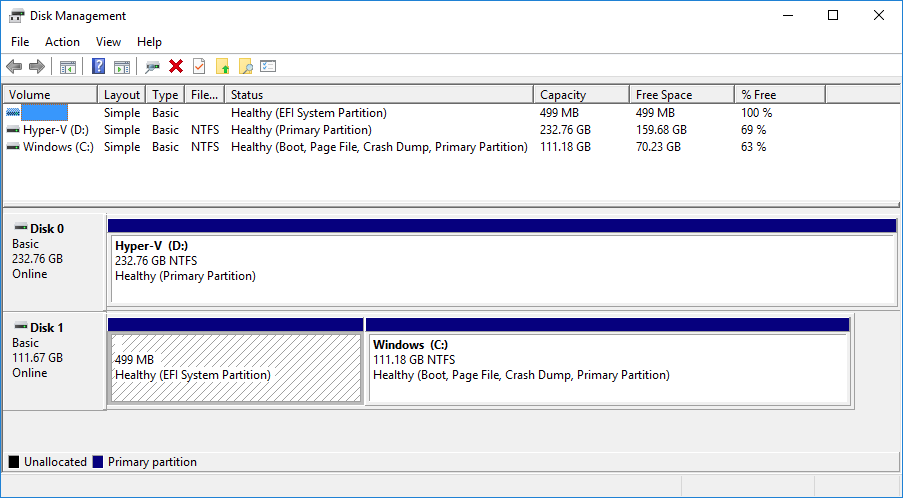 Disk Management
File Action View Help
Volume Layout Type File... Status Capacity Free Space % Free
Simple Basic Healthy (EFI System Partition) 499 MB 499 MB 100 %
Hyper-V (D:) Simple Basic NTFS Healthy (Primary Partition) 232.76 GB 159.68 GB 69 %
Windows (C:) Simple Basic NTFS Healthy (Boot, Page File, Crash Dump, Primary Partition) 111.18 GB 70.23 GB 63 %
Disk 0
Basic
232.76 GB
Online
Hyper-V (D:)
232.76 GB NTFS
Healthy (Primary Partition)
Disk 1
Basic
111.67 GB
Online
499 MB
Healthy (EFI System Partition)
Windows (C:)
111.18 GB NTFS
Healthy (Boot, Page File, Crash Dump, Primary Partition)
Unallocated Primary partition